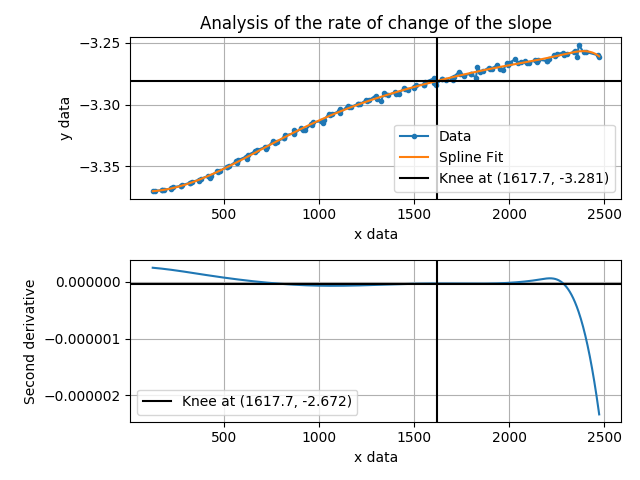 Analysis of the rate of change of the slope
y data
−3.25
−3.30
−3.35
Data
Spline Fit
Knee at (1617.7, -3.281)
500
1000
1500
2000
2500
x data
Second derivative
0.000000
−0.000001
−0.000002
Knee at (1617.7, -2.672)
500
1000
1500
2000
2500
x data